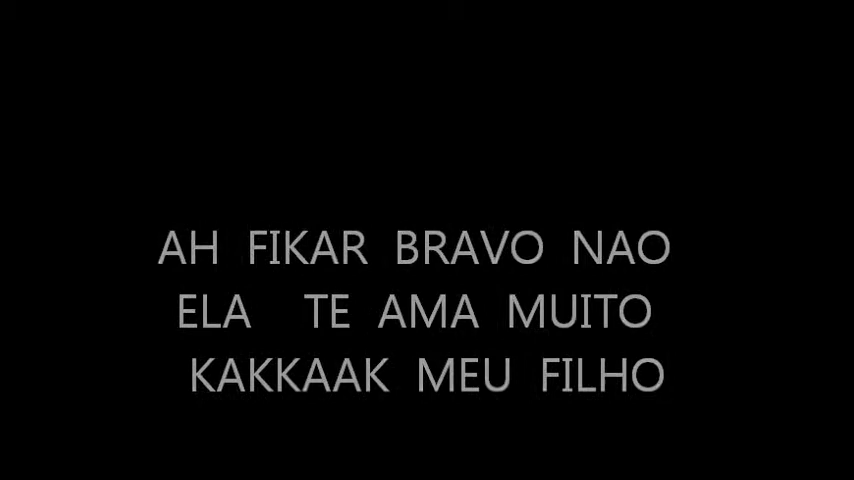 AH FIKAR BRAVO NAO
ELA TE AMA MUITO
KAKKAAK MEU FILHO